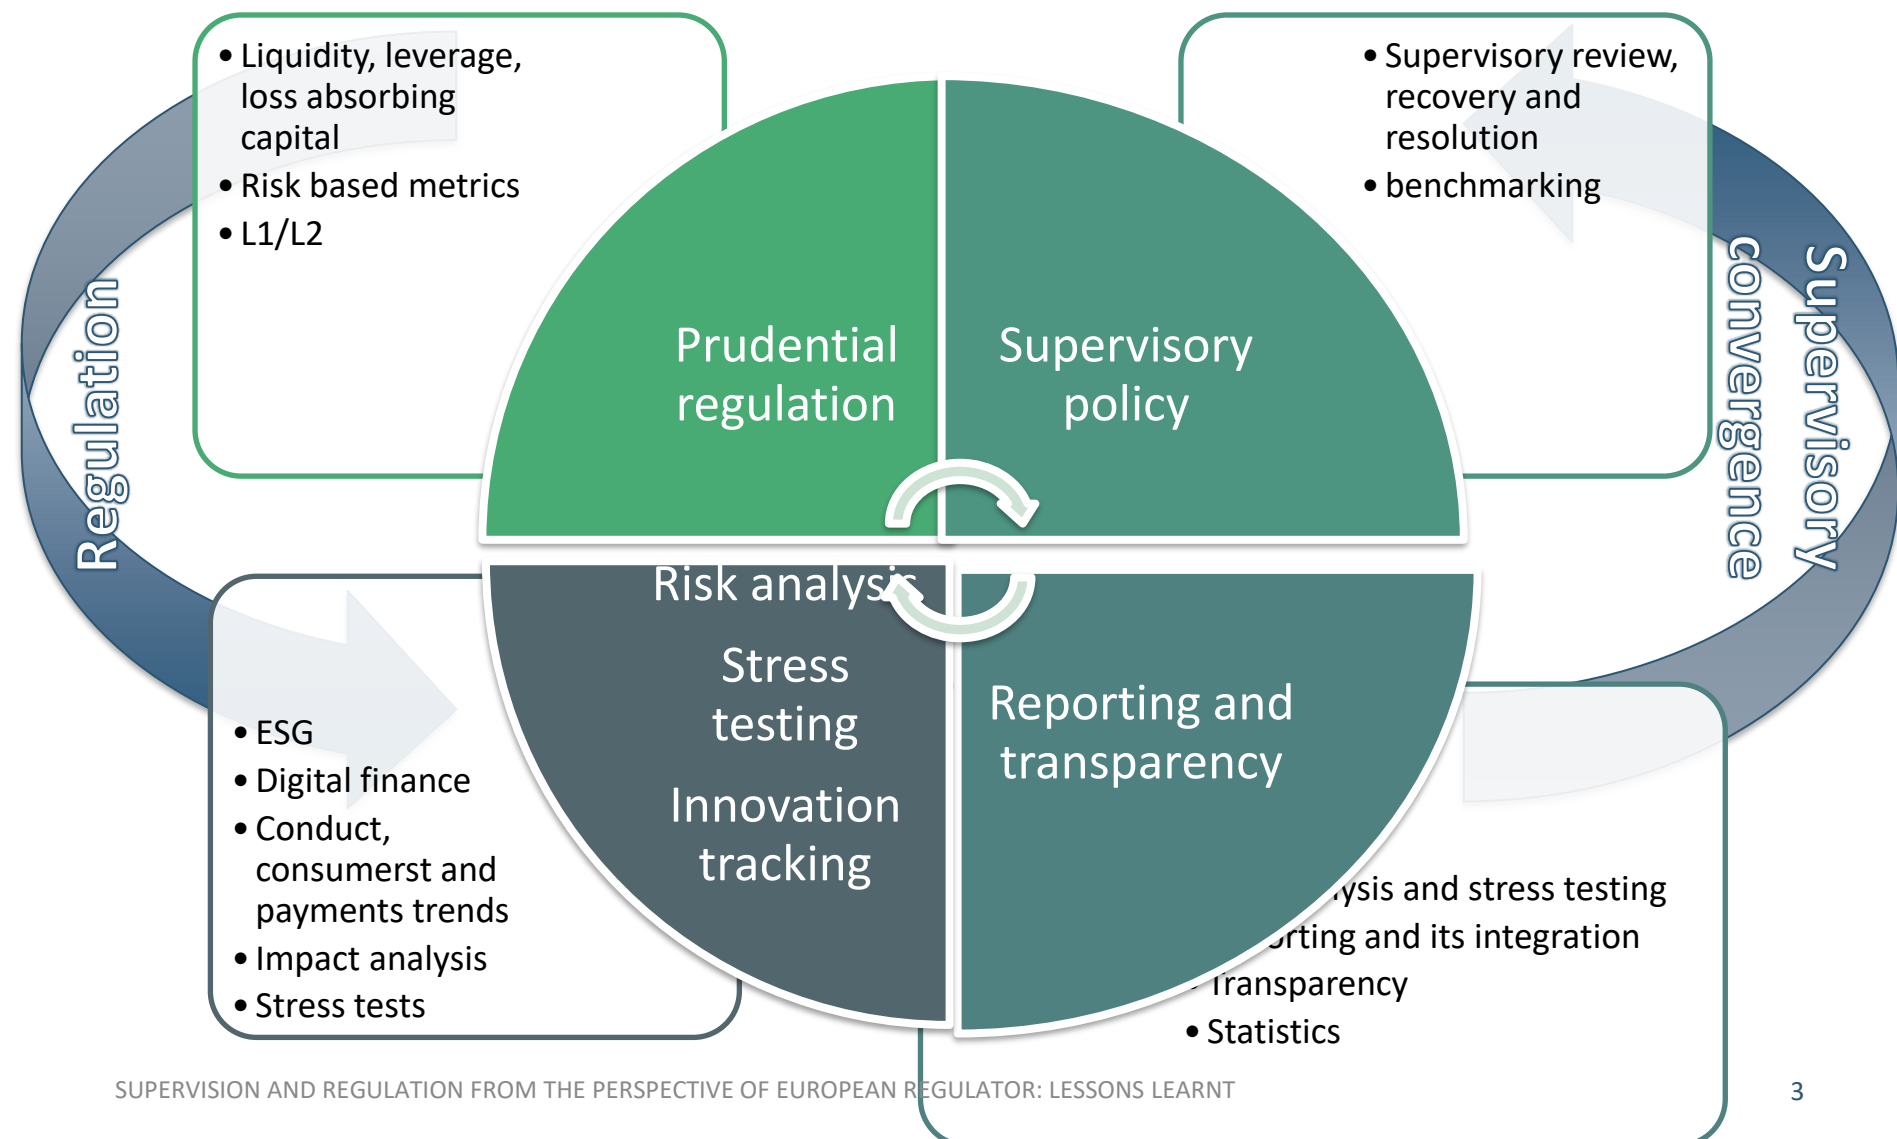 • Liquidity, leverage,
loss absorbing
capital
• Risk based metrics
• L1/L2
• Supervisory review,
recovery and
resolution
• benchmarking
Regulation
Supervisory
convergence
Prudential
regulation
Supervisory
policy
Risk analysis
Stress
testing
Innovation
tracking
Reporting and
transparency
• ESG
• Digital finance
• Conduct,
consumerst and
payments trends
• Impact analysis
• Stress tests
and stress testing
and its integration
• Transparency
• Statistics
SUPERVISION AND REGULATION FROM THE PERSPECTIVE OF EUROPEAN REGULATOR: LESSONS LEARNT
3